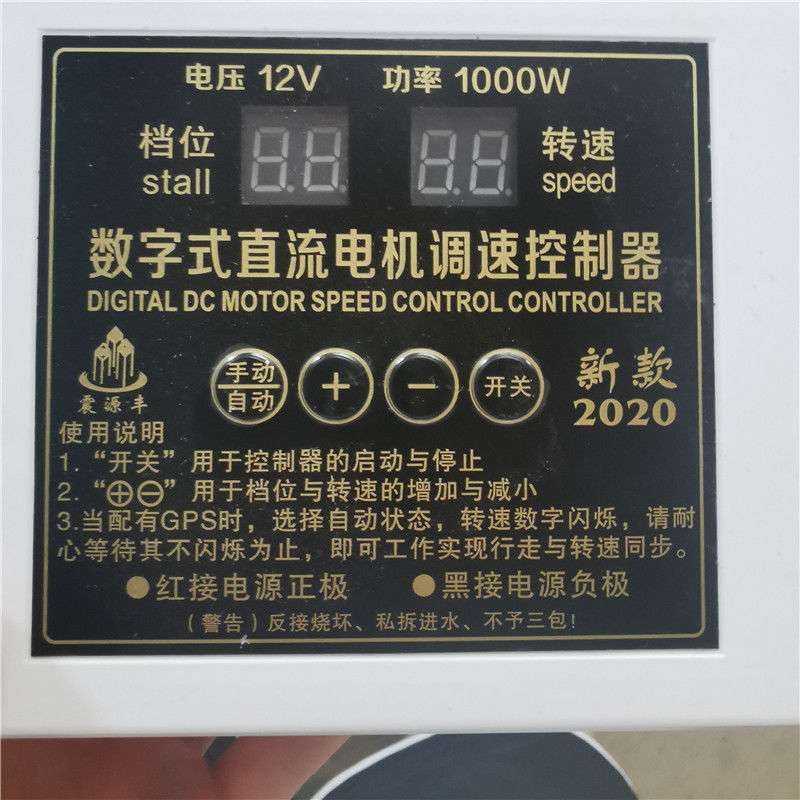 电压 12V 功率 1000W
档位 转速
stall speed
数字式直流电机调速控制器
DIGITAL DC MOTOR SPEED CONTROL CONTROLLER
手动
自动
+
−
开关
新款
2020
震源丰
使用说明
1. “开关” 用于控制器的启动与停止
2. “⊕⊖” 用于档位与转速的增加与减小
3.当配有GPS时，选择自动状态，转速数字闪烁，请耐
心等待其不闪烁为止，即可工作实现行走与转速同步。
●红接电源正极 ●黑接电源负极
（警告）反接烧坏、私拆进水、不予三包！